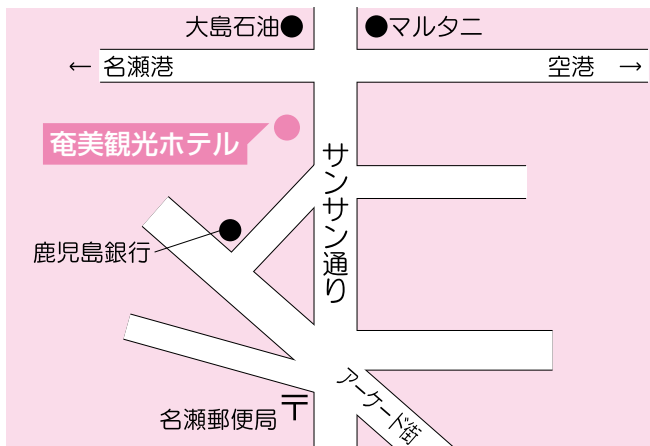 大島石油
マルタニ
← 名瀬港
空港 →
奄美観光ホテル
サンサン通り
鹿児島銀行
アーケード街
名瀬郵便局
〒